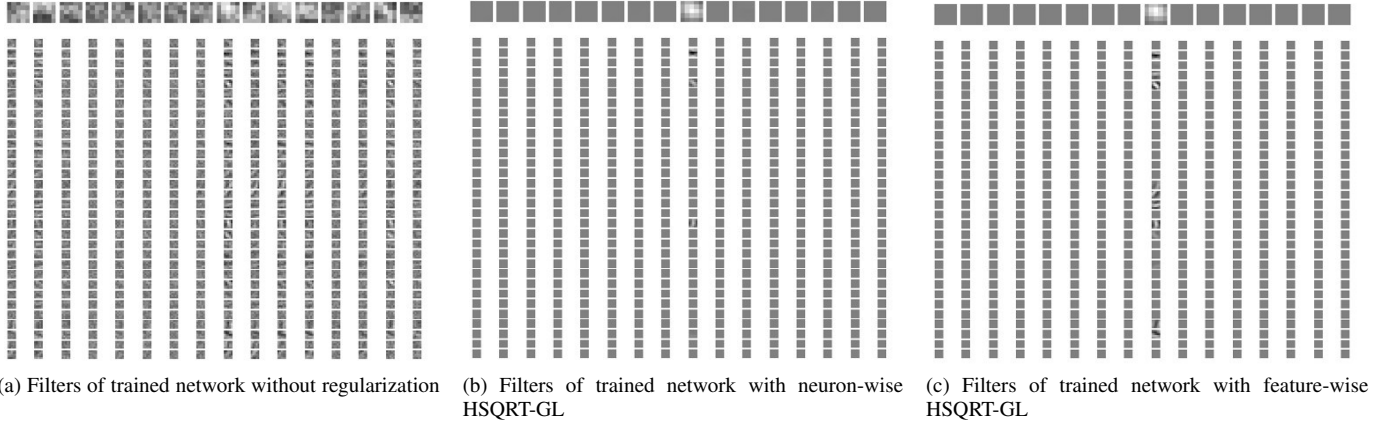 (a) Filters of trained network without regularization
(b) Filters of trained network with neuron-wise
HSQRT-GL
(c) Filters of trained network with feature-wise
HSQRT-GL